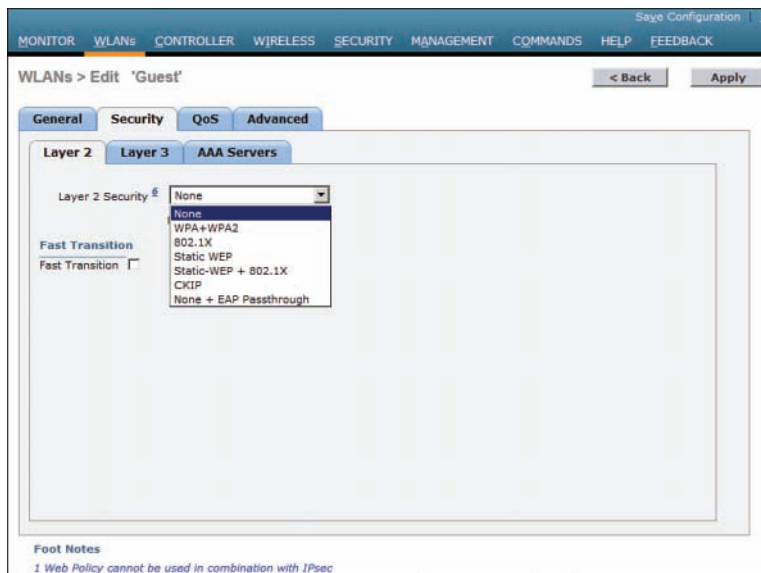 Save Configuration
MONITOR WLANs CONTROLLER WIRELESS SECURITY MANAGEMENT COMMANDS HELP FEEDBACK
WLANs > Edit 'Guest'
< Back Apply
General Security QoS Advanced
Layer 2 Layer 3 AAA Servers
Layer 2 Security 6 None
None
WPA+WPA2
802.1X
Static WEP
Static-WEP + 802.1X
CKIP
None + EAP Passthrough
Fast Transition
Fast Transition
Foot Notes
1 Web Policy cannot be used in combination with IPsec